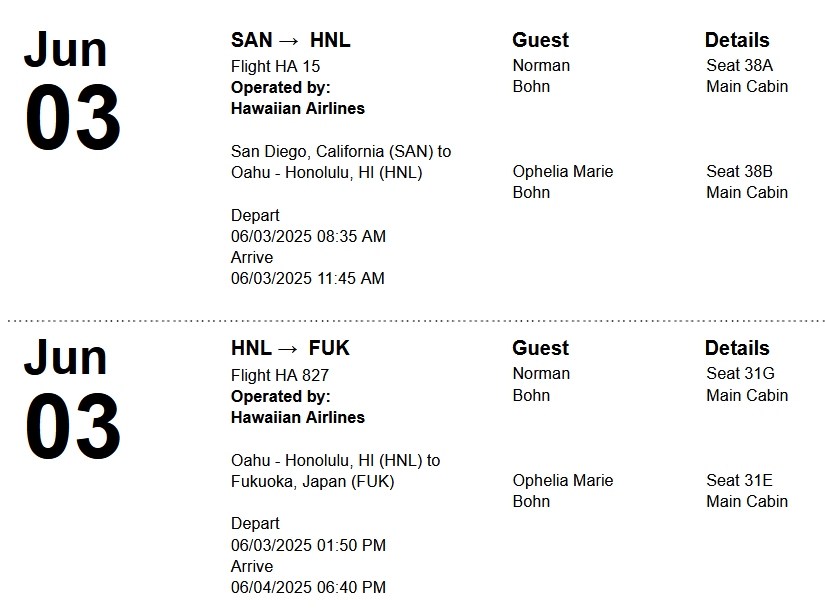 Jun
03
SAN → HNL
Flight HA 15
Operated by:
Hawaiian Airlines
San Diego, California (SAN) to
Oahu - Honolulu, HI (HNL)
Depart
06/03/2025 08:35 AM
Arrive
06/03/2025 11:45 AM
Guest
Norman
Bohn
Ophelia Marie
Bohn
Details
Seat 38A
Main Cabin
Seat 38B
Main Cabin
Jun
03
HNL → FUK
Flight HA 827
Operated by:
Hawaiian Airlines
Oahu - Honolulu, HI (HNL) to
Fukuoka, Japan (FUK)
Depart
06/03/2025 01:50 PM
Arrive
06/04/2025 06:40 PM
Guest
Norman
Bohn
Ophelia Marie
Bohn
Details
Seat 31G
Main Cabin
Seat 31E
Main Cabin